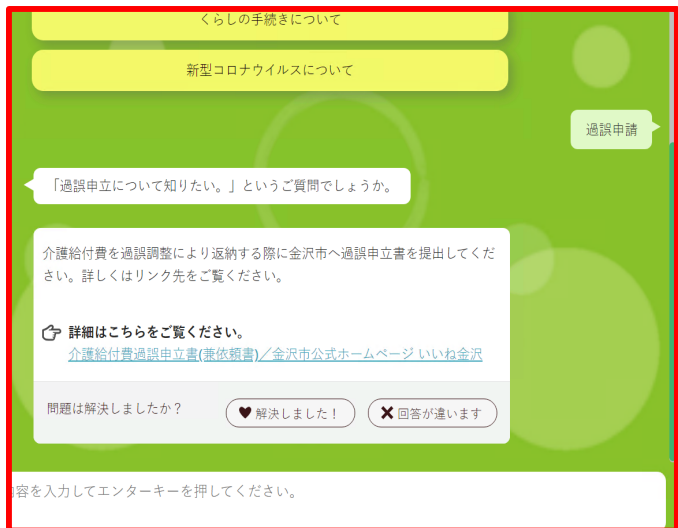 くらしの手続きについて
新型コロナウイルスについて
過誤申請
「過誤申立について知りたい。」というご質問でしょうか。
介護給付費を過誤調整により返納する際に金沢市へ過誤申立書を提出してくだ
さい。詳しくはリンク先をご覧ください。
詳細はこちらをご覧ください。
介護給付費過誤申立書(兼依頼書)／金沢市公式ホームページ いいね金沢
問題は解決しましたか？
解決しました！
回答が違います
内容を入力してエンターキーを押してください。